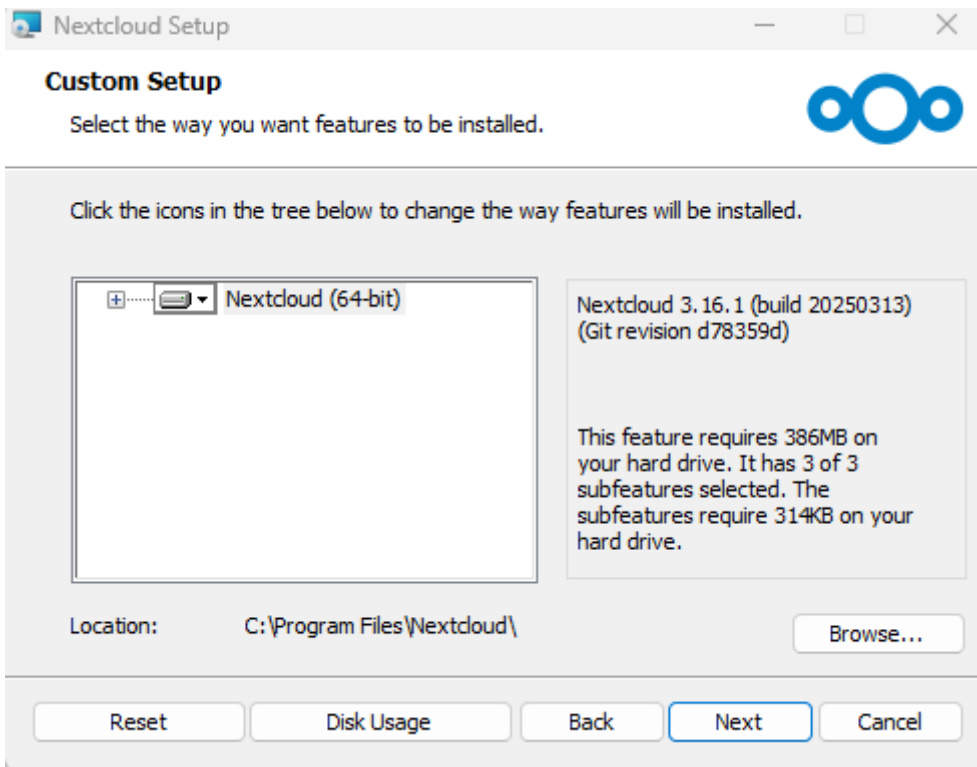 Nextcloud Setup
Custom Setup
Select the way you want features to be installed.
Click the icons in the tree below to change the way features will be installed.
Nextcloud (64-bit)
Nextcloud 3.16.1 (build 20250313)
(Git revision d78359d)
This feature requires 386MB on
your hard drive. It has 3 of 3
subfeatures selected. The
subfeatures require 314KB on your
hard drive.
Location: C:\Program Files\Nextcloud\
Browse...
Reset Disk Usage Back Next Cancel